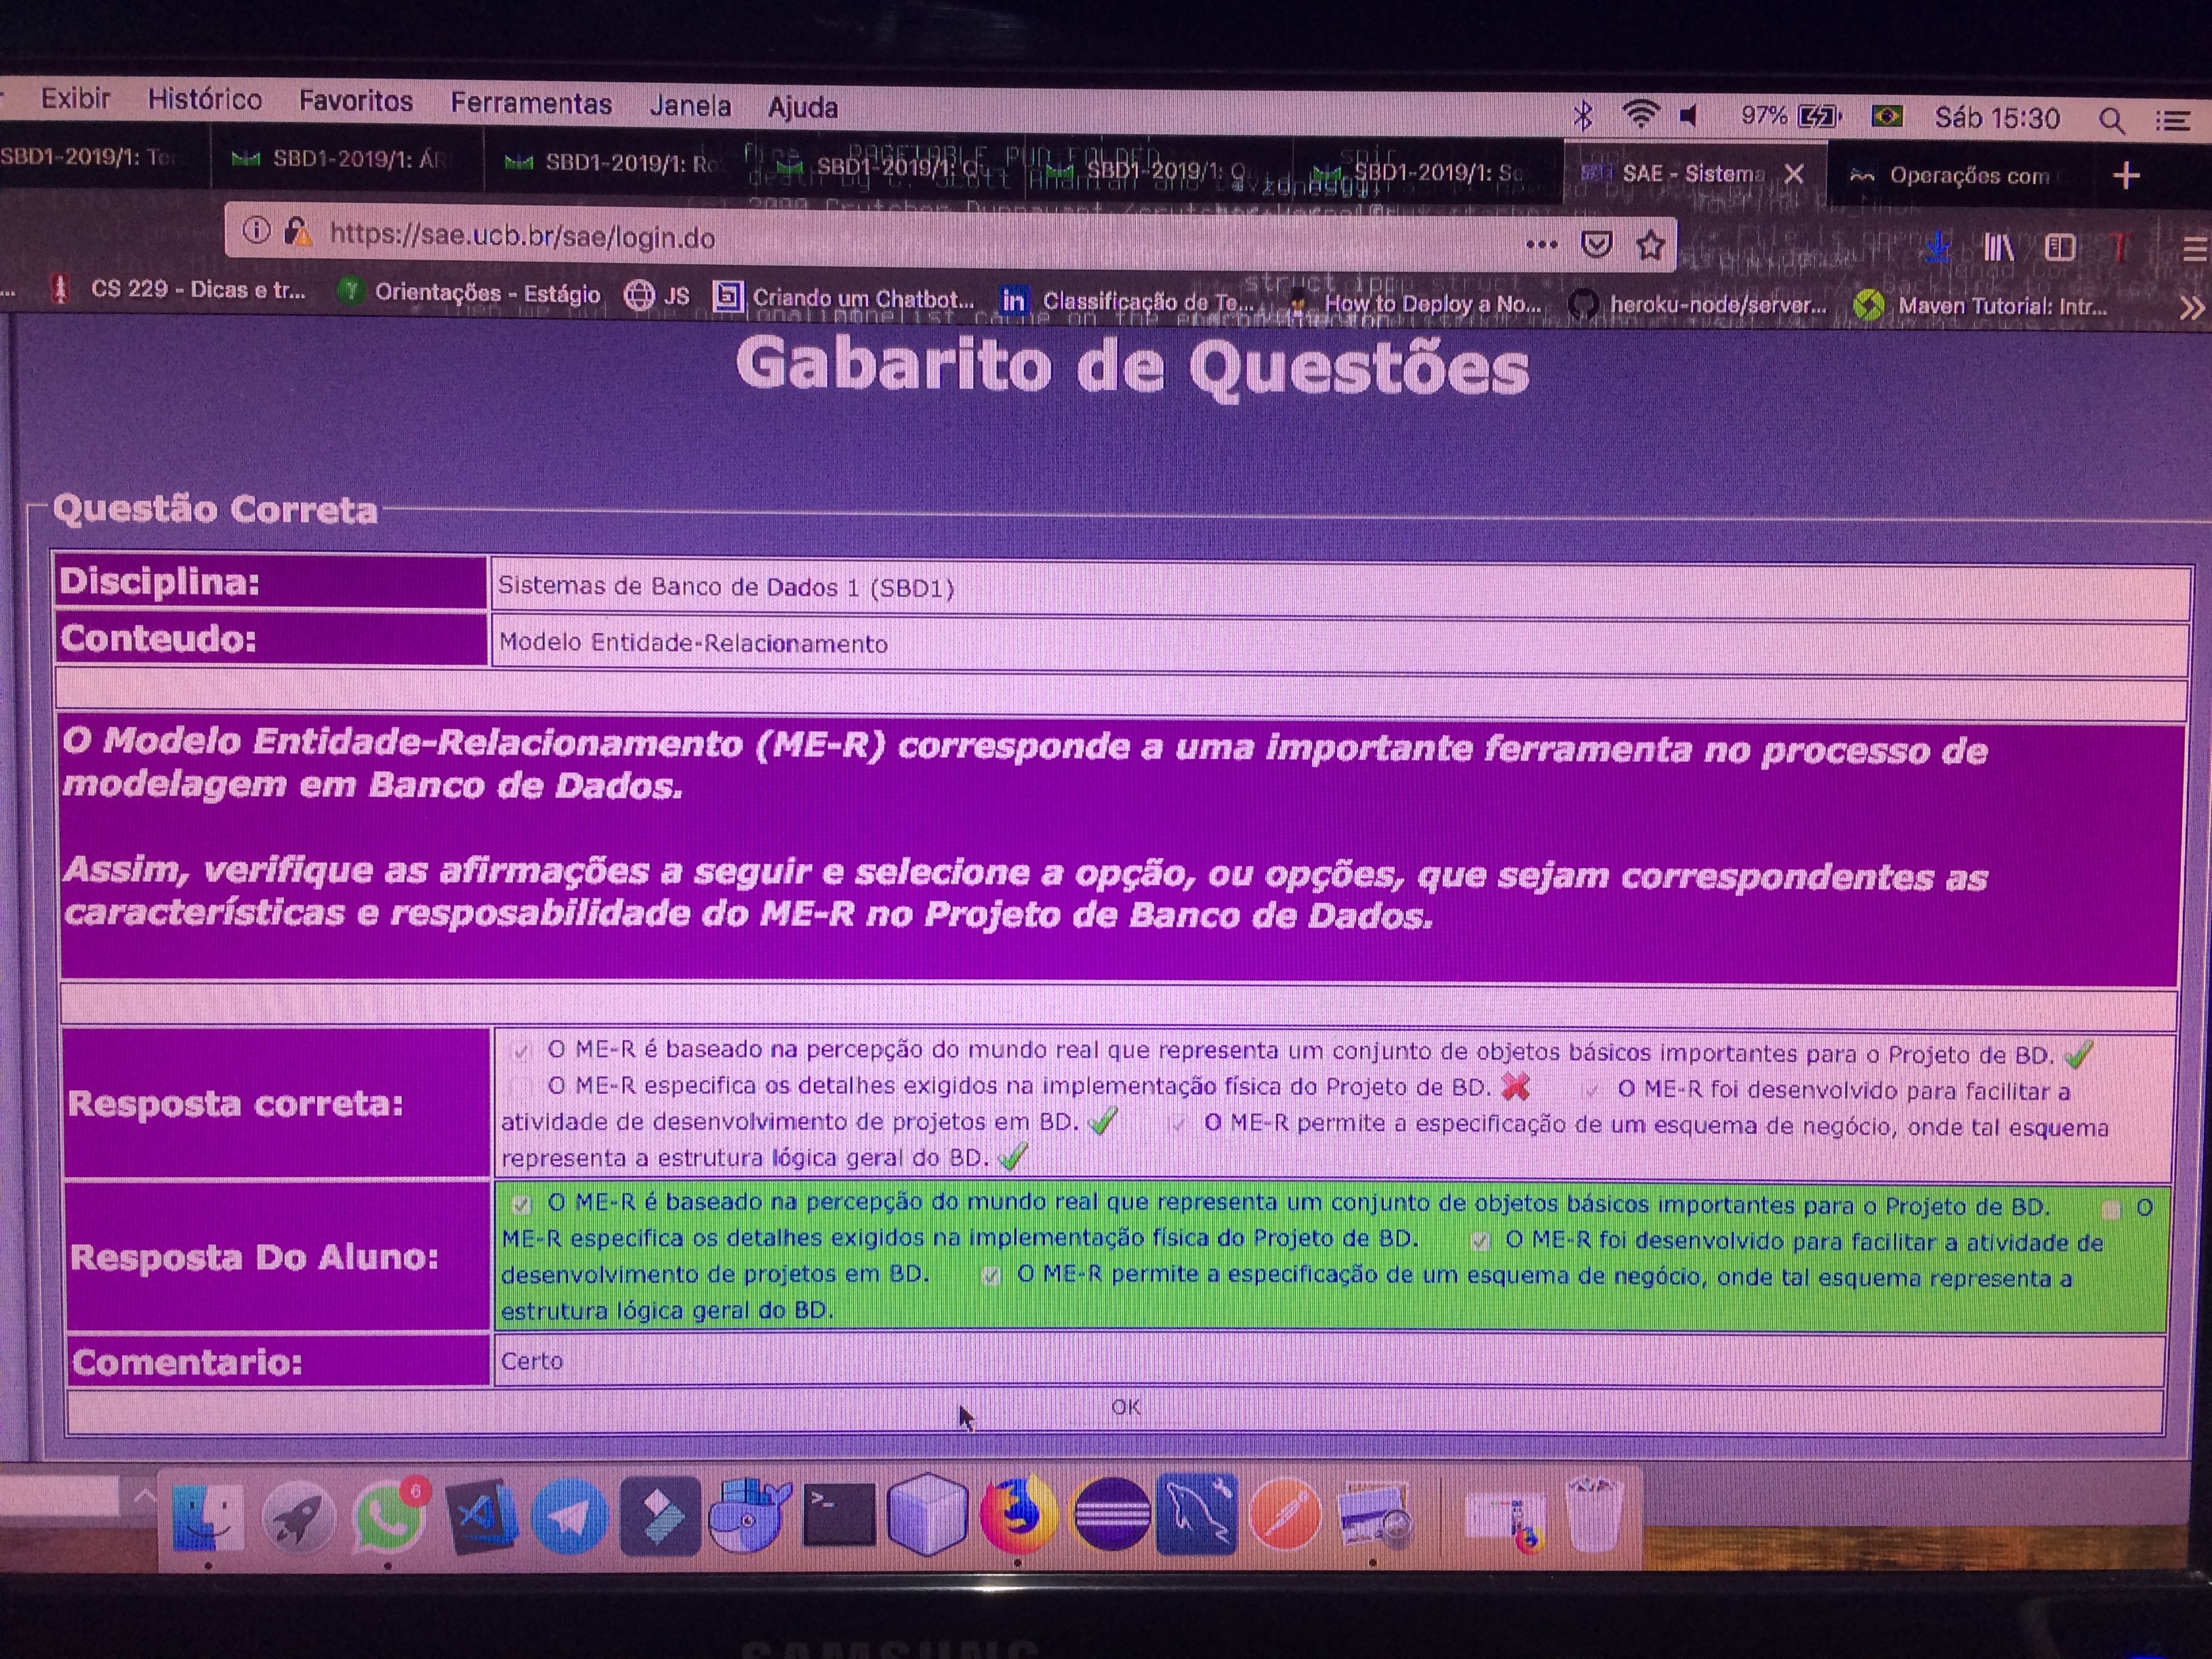 Exibir Histórico Favoritos Ferramentas Janela Ajuda 97% Sáb 15:30
SBD1-2019/1: SBD1-2019/1: ÁR SBD1-2019/1: Ro SBD1-2019/1: Qu SBD1-2019/1: Q SBD1-2019/1: Sc SAE - Sistema Operações com
https://sae.ucb.br/sae/login.do
... CS 229 - Dicas e tr... Orientações - Estágio JS Criando um Chatbot... in Classificação de Te... How to Deploy a No... heroku-node/server... Maven Tutorial: Intr...
Gabarito de Questões
Questão Correta
Disciplina: Sistemas de Banco de Dados 1 (SBD1)
Conteudo: Modelo Entidade-Relacionamento
O Modelo Entidade-Relacionamento (ME-R) corresponde a uma importante ferramenta no processo de
modelagem em Banco de Dados.
Assim, verifique as afirmações a seguir e selecione a opção, ou opções, que sejam correspondentes as
características e resposabilidade do ME-R no Projeto de Banco de Dados.
Resposta correta:
O ME-R é baseado na percepção do mundo real que representa um conjunto de objetos básicos importantes para o Projeto de BD.
O ME-R especifica os detalhes exigidos na implementação física do Projeto de BD. O ME-R foi desenvolvido para facilitar a
atividade de desenvolvimento de projetos em BD. O ME-R permite a especificação de um esquema de negócio, onde tal esquema
representa a estrutura lógica geral do BD.
Resposta Do Aluno:
O ME-R é baseado na percepção do mundo real que representa um conjunto de objetos básicos importantes para o Projeto de BD. O
ME-R especifica os detalhes exigidos na implementação física do Projeto de BD. O ME-R foi desenvolvido para facilitar a atividade de
desenvolvimento de projetos em BD. O ME-R permite a especificação de um esquema de negócio, onde tal esquema representa a
estrutura lógica geral do BD.
Comentario: Certo
OK
6
SAMSUNG